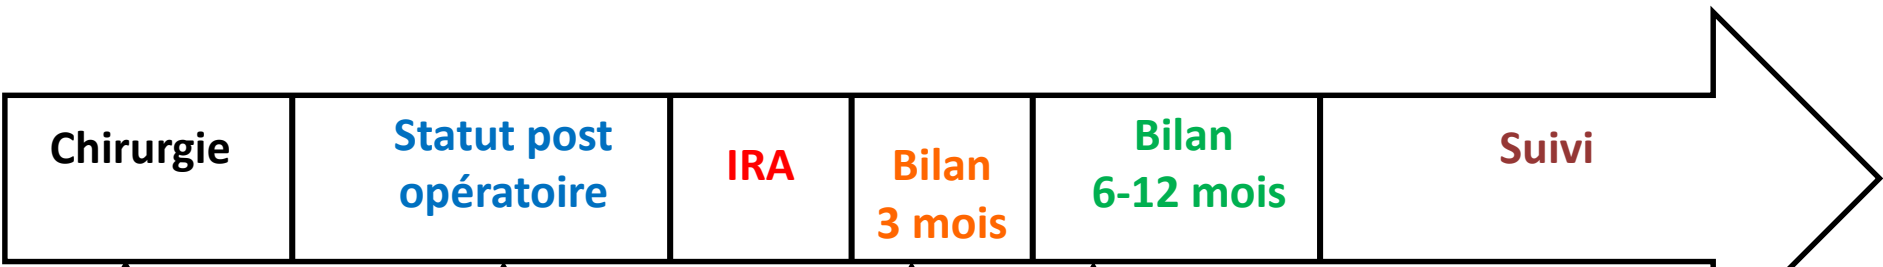 Chirurgie
Statut post
opératoire
IRA
Bilan
3 mois
Bilan
6-12 mois
Suivi